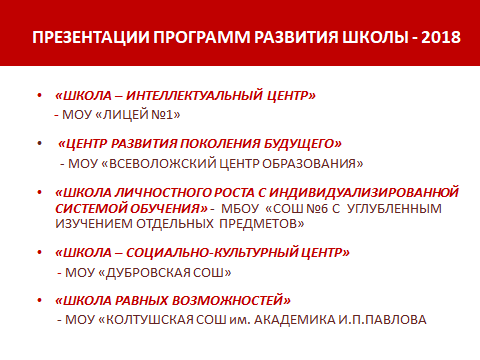 ПРЕЗЕНТАЦИИ ПРОГРАММ РАЗВИТИЯ ШКОЛЫ - 2018
• «ШКОЛА – ИНТЕЛЛЕКТУАЛЬНЫЙ ЦЕНТР»
- МОУ «ЛИЦЕЙ №1»
• «ЦЕНТР РАЗВИТИЯ ПОКОЛЕНИЯ БУДУЩЕГО»
- МОУ «ВСЕВОЛОЖСКИЙ ЦЕНТР ОБРАЗОВАНИЯ»
• «ШКОЛА ЛИЧНОСТНОГО РОСТА С ИНДИВИДУАЛИЗИРОВАННОЙ
СИСТЕМОЙ ОБУЧЕНИЯ» - МБОУ «СОШ №6 С УГЛУБЛЕННЫМ
ИЗУЧЕНИЕМ ОТДЕЛЬНЫХ ПРЕДМЕТОВ»
• «ШКОЛА – СОЦИАЛЬНО-КУЛЬТУРНЫЙ ЦЕНТР»
- МОУ «ДУБРОВСКАЯ СОШ»
• «ШКОЛА РАВНЫХ ВОЗМОЖНОСТЕЙ»
- МОУ «КОЛТУШСКАЯ СОШ им. АКАДЕМИКА И.П.ПАВЛОВА